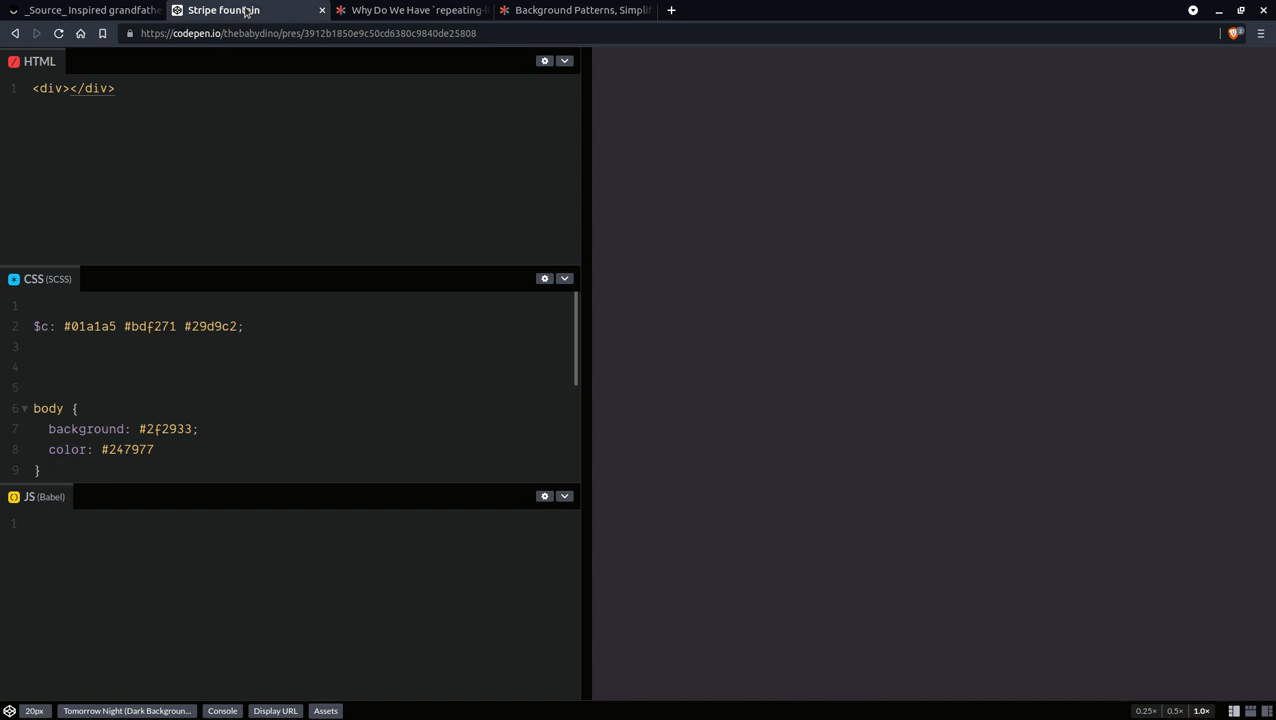 _Source_Inspired grandfathe
Stripe fountain
Why Do We Have `repeating-l
Background Patterns, Simplif
https://codepen.io/thebabydino/pres/3912b1850e9c50cd6380c9840de25808
2
HTML
1 <div></div>
CSS (SCSS)
1
2 $c: #01a1a5 #bdf271 #29d9c2;
3
4
5
6 body {
7 background: #2f2933;
8 color: #247977
9 }
JS (Babel)
1
20px Tomorrow Night (Dark Backgroun... Console Display URL Assets 0.25× 0.5× 1.0×